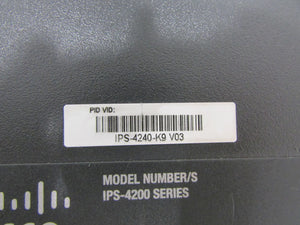 PID VID:
IPS-4240-K9 V03
MODEL NUMBER/S
IPS-4200 SERIES